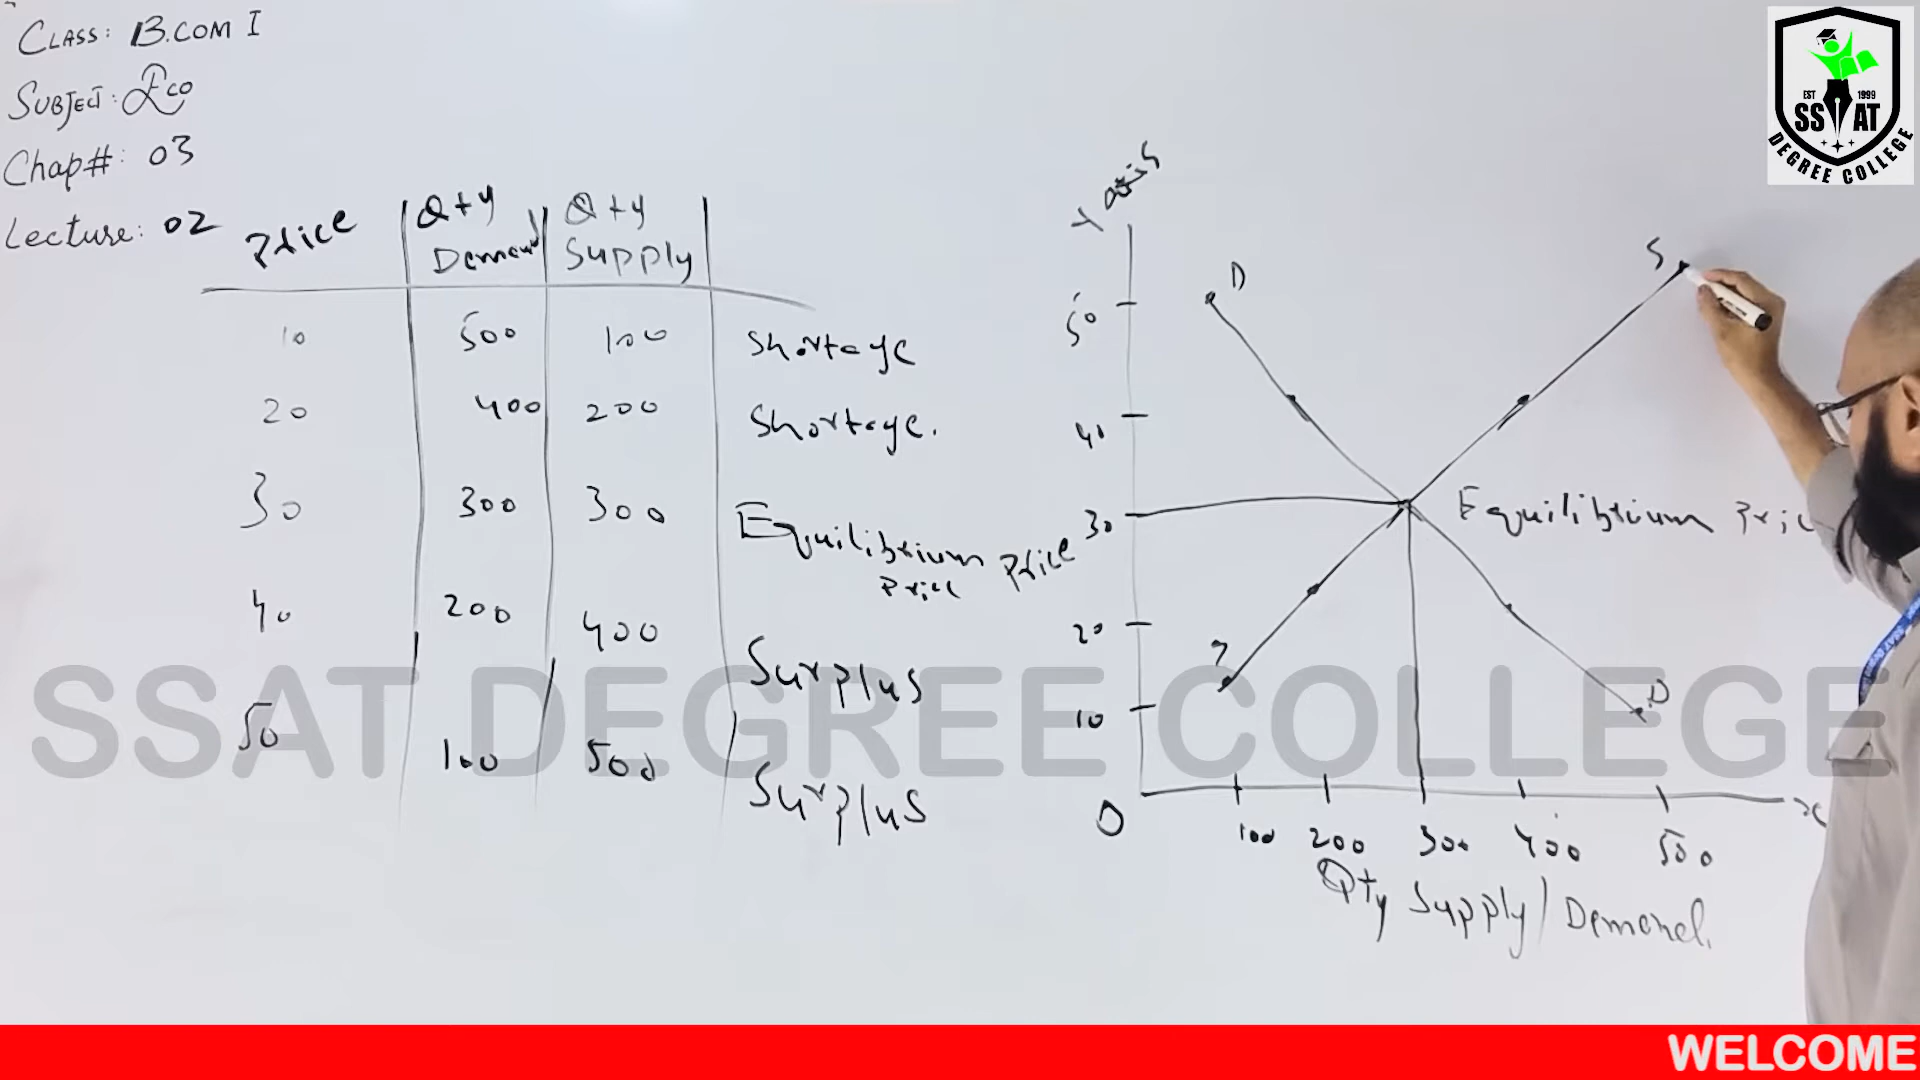 CLASS: B.COM I
SUBJECT: Eco
Chap#: 03
Lecture: 02
Price Qty Demand Qty Supply
10 500 100 Shortage
20 400 200 Shortage.
30 300 300 Equilibrium Price
Price
40 200 400 Surplus
50 100 500 Surplus
Y axis
50
40
30
20
10
O
100 200 300 400 500
x
Qty Supply/Demand
D
S
Equilibrium Pric
S
D
EST 1999
SSAT
DEGREE COLLEGE
SSAT DEGREE COLLEGE
WELCOME